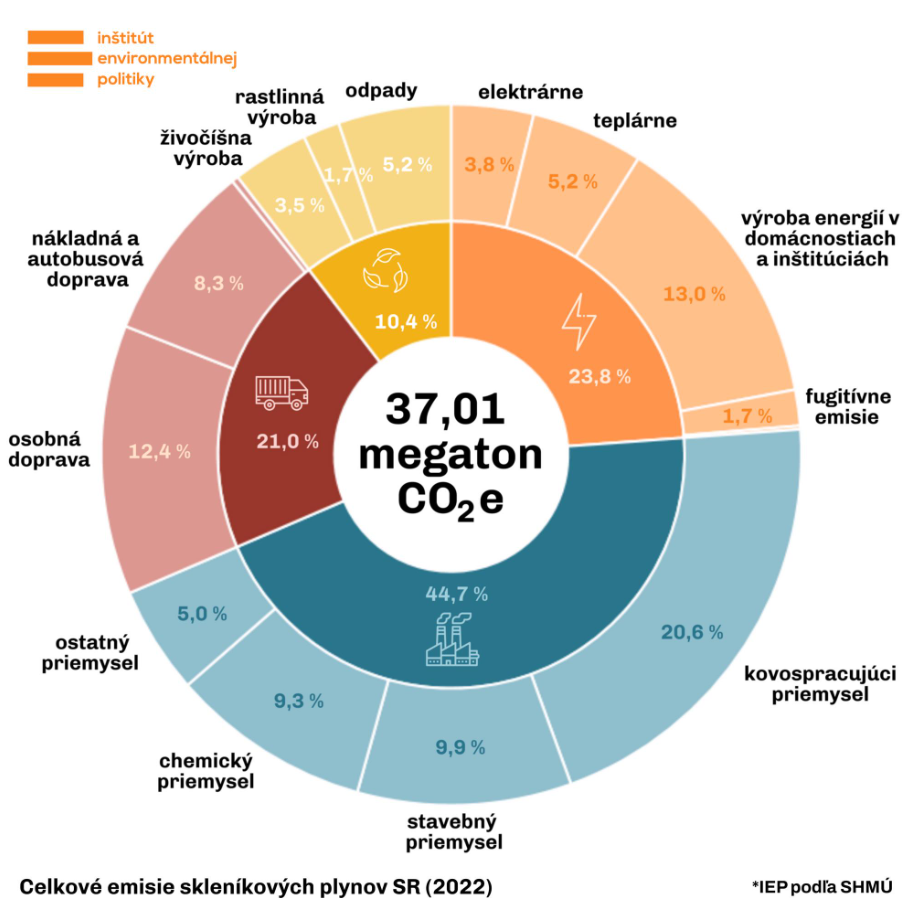 inštitút
environmentálnej
politiky
elektrárne
3,8 %
teplárne
5,2 %
výroba energií v
domácnostiach
a inštitúciách
13,0 %
fugitívne
emisie
1,7 %
23,8 %
kovospracujúci
priemysel
20,6 %
stavebný
priemysel
9,9 %
chemický
priemysel
9,3 %
ostatný
priemysel
5,0 %
44,7 %
osobná
doprava
12,4 %
nákladná a
autobusová
doprava
8,3 %
21,0 %
živočíšna
výroba
3,5 %
rastlinná
výroba
1,7 %
odpady
5,2 %
10,4 %
37,01
megaton
CO₂e
Celkové emisie skleníkových plynov SR (2022)
*IEP podľa SHMÚ